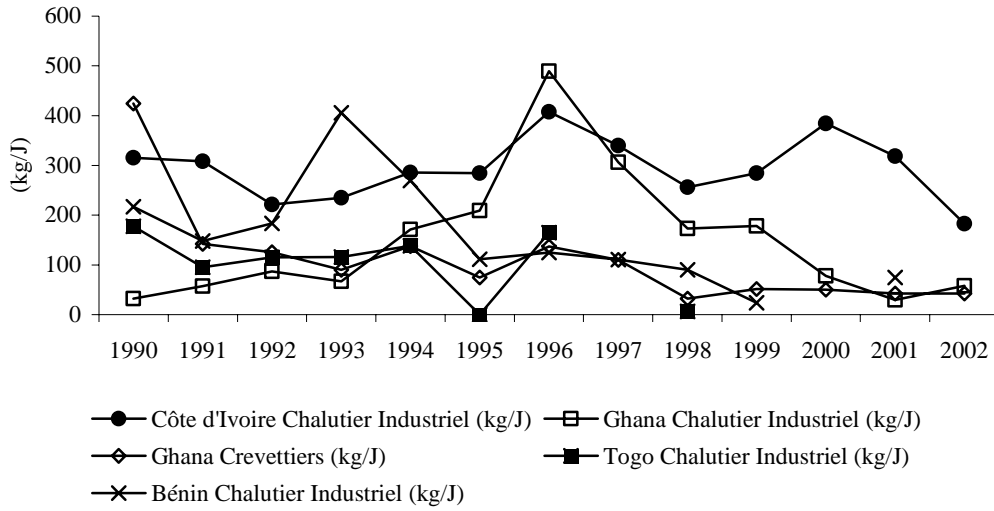 600
500
400
300
200
100
0
(kg/J)
1990 1991 1992 1993 1994 1995 1996 1997 1998 1999 2000 2001 2002
Côte d'Ivoire Chalutier Industriel (kg/J) Ghana Chalutier Industriel (kg/J)
Ghana Crevettiers (kg/J) Togo Chalutier Industriel (kg/J)
Bénin Chalutier Industriel (kg/J)